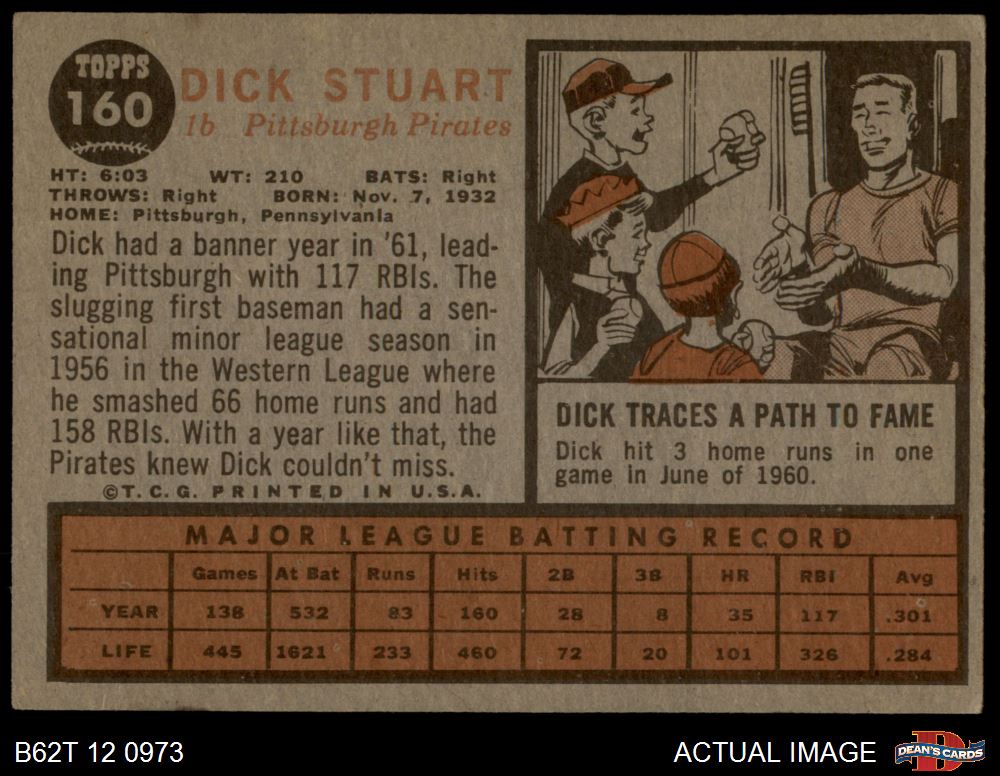 TOPPS
160
DICK STUART
1b Pittsburgh Pirates
HT: 6:03 WT: 210 BATS: Right
THROWS: Right BORN: Nov. 7, 1932
HOME: Pittsburgh, Pennsylvania
Dick had a banner year in '61, lead-
ing Pittsburgh with 117 RBIs. The
slugging first baseman had a sen-
sational minor league season in
1956 in the Western League where
he smashed 66 home runs and had
158 RBIs. With a year like that, the
Pirates knew Dick couldn't miss.
©T.C.G. PRINTED IN U.S.A.
DICK TRACES A PATH TO FAME
Dick hit 3 home runs in one
game in June of 1960.
MAJOR LEAGUE BATTING RECORD
Games At Bat Runs Hits 2B 3B HR RBI Avg
YEAR 138 532 83 160 28 8 35 117 .301
LIFE 445 1621 233 460 72 20 101 326 .284
B62T 12 0973
ACTUAL IMAGE
DEAN'S CARDS